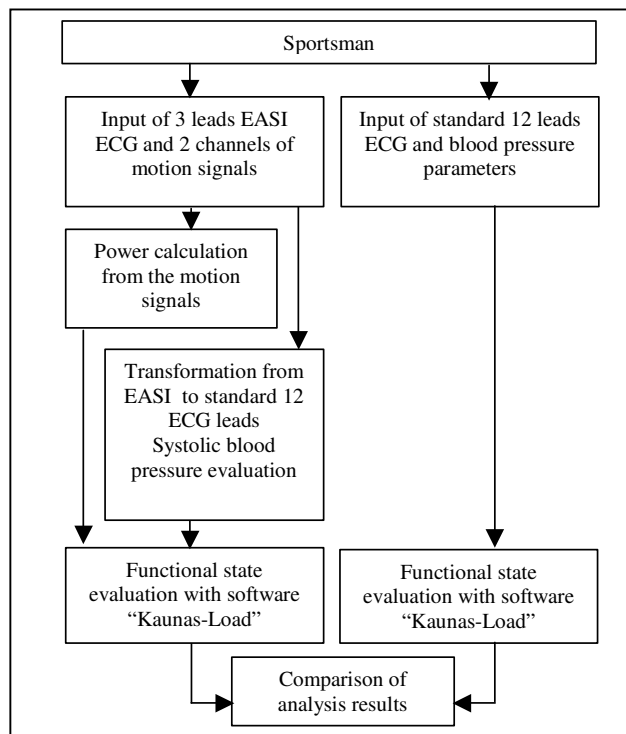 Sportsman
Input of 3 leads EASI
ECG and 2 channels of
motion signals
Input of standard 12 leads
ECG and blood pressure
parameters
Power calculation
from the motion
signals
Transformation from
EASI to standard 12
ECG leads
Systolic blood
pressure evaluation
Functional state
evaluation with software
“Kaunas-Load”
Functional state
evaluation with software
“Kaunas-Load”
Comparison of
analysis results